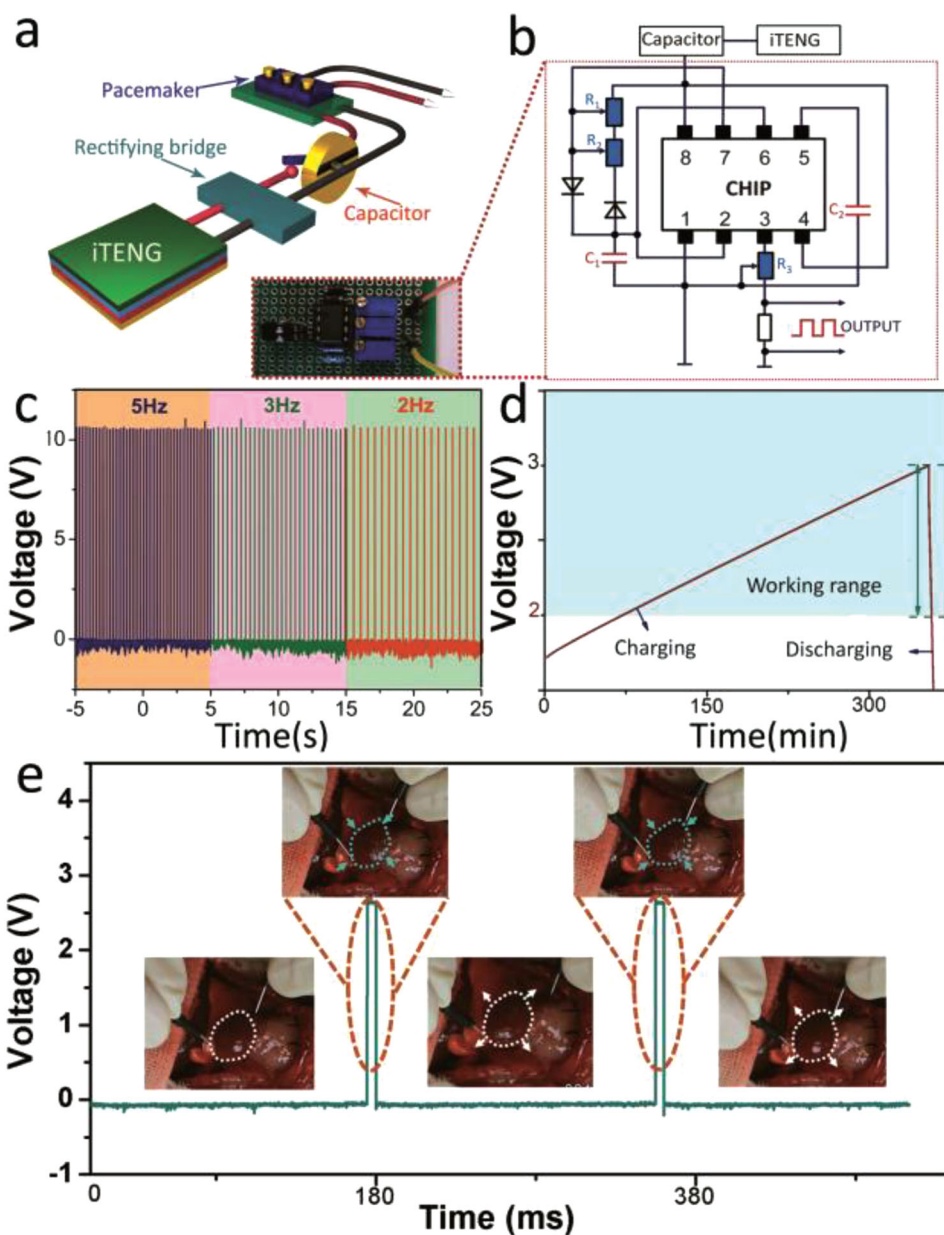 a
Pacemaker
Rectifying bridge
Capacitor
iTENG
b
Capacitor
iTENG
R1
R2
8
7
6
5
CHIP
1
2
3
4
C1
C2
R3
OUTPUT
c
5Hz
3Hz
2Hz
Voltage (V)
10
5
0
-5
0
5
10
15
20
25
Time(s)
d
Voltage (V)
3
2
Working range
Charging
Discharging
0
150
300
Time(min)
e
Voltage (V)
4
3
2
1
0
-1
0
180
380
Time (ms)